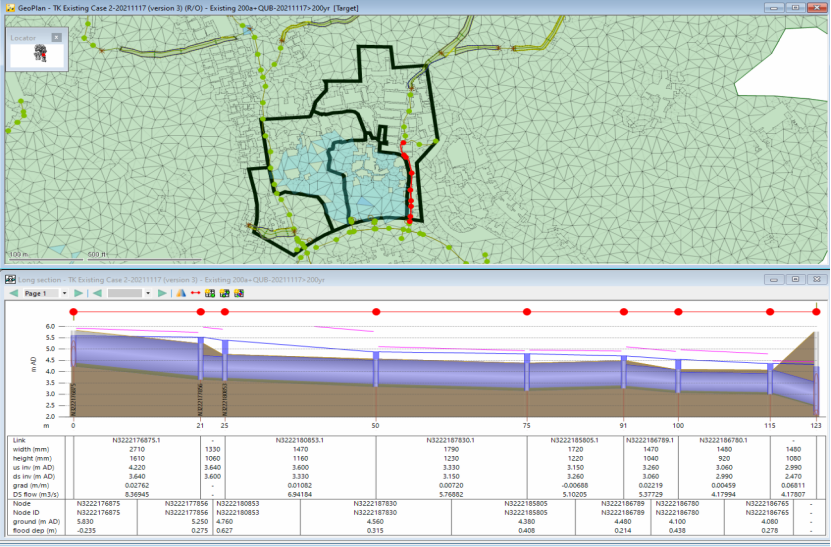 GeoPlan - TK Existing Case 2-20211117 (version 3) (R/O) - Existing 200a+QUB-20211117>200yr [Target]
Locator
100 m
500 ft
Long section - TK Existing Case 2-20211117 (version 3) - Existing 200a+QUB-20211117>200yr
Page 1
6.0
5.5
5.0
4.5
m AD 4.0
3.5
3.0
2.5
2.0
N3222176875
N3222177856
N3222180853
m 0 21 25 50 75 91 100 115 123
Link N3222176875.1 - N3222180853.1 N3222187830.1 N3222185805.1 N3222186789.1 N3222186780.1 -
width (mm) 2710 1330 1470 1790 1720 1470 1480 1480
height (mm) 1610 1060 1160 1230 1220 1040 920 1080
us inv (m AD) 4.220 3.640 3.600 3.330 3.150 3.260 3.060 2.990
ds inv (m AD) 3.640 3.600 3.330 3.150 3.260 3.060 2.990 2.470
grad (m/m) 0.02762 - 0.01082 0.00720 -0.00688 0.02219 0.00459 0.06811
DS flow (m3/s) 8.36945 - 6.94184 5.76882 5.10205 5.37729 4.17994 4.17807
Node N3222176875 N3222177856 N3222180853 N3222187830 N3222185805 N3222186789 N3222186780 N3222186765 -
Node ID N3222176875 N3222177856 N3222180853 N3222187830 N3222185805 N3222186789 N3222186780 N3222186765 -
ground (m AD) 5.830 5.250 4.760 4.560 4.380 4.480 4.100 4.080 -
flood dep (m) -0.235 0.275 0.627 0.315 0.408 0.214 0.438 0.278 -